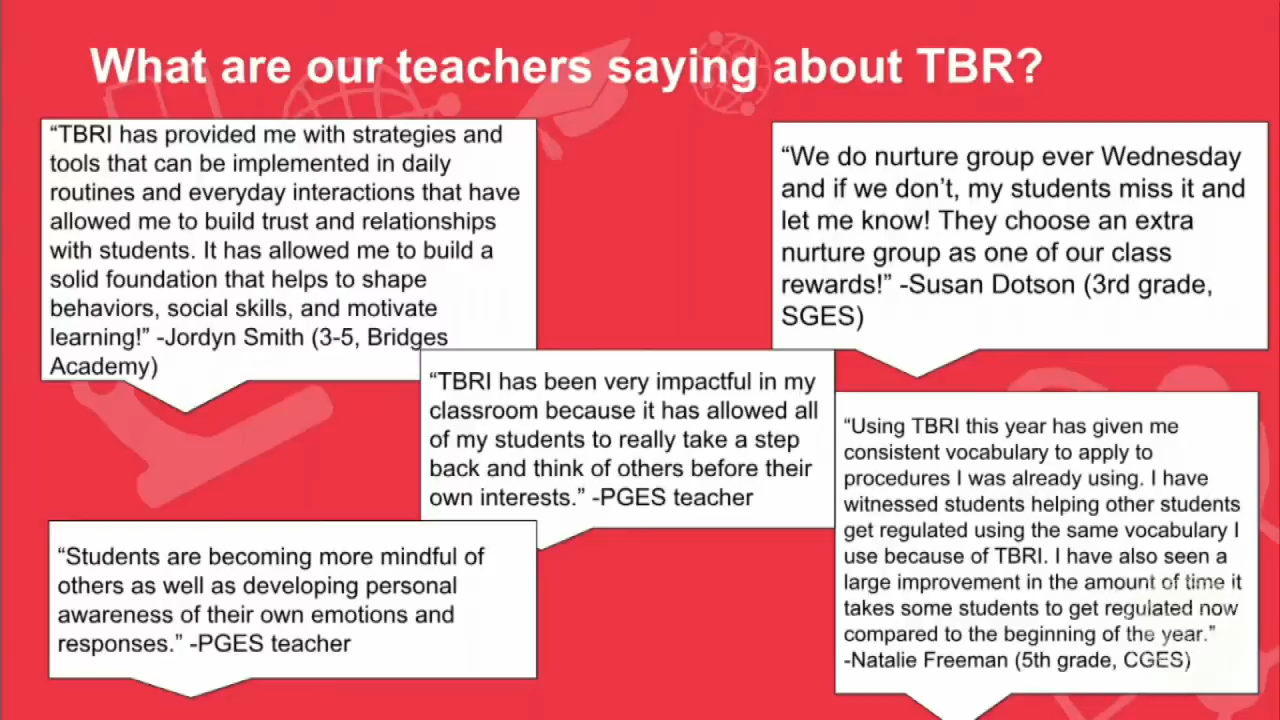 What are our teachers saying about TBR?
“TBRI has provided me with strategies and
tools that can be implemented in daily
routines and everyday interactions that have
allowed me to build trust and relationships
with students. It has allowed me to build a
solid foundation that helps to shape
behaviors, social skills, and motivate
learning!” -Jordyn Smith (3-5, Bridges
Academy)
“We do nurture group ever Wednesday
and if we don’t, my students miss it and
let me know! They choose an extra
nurture group as one of our class
rewards!” -Susan Dotson (3rd grade,
SGES)
“TBRI has been very impactful in my
classroom because it has allowed all
of my students to really take a step
back and think of others before their
own interests.” -PGES teacher
“Using TBRI this year has given me
consistent vocabulary to apply to
procedures I was already using. I have
witnessed students helping other students
get regulated using the same vocabulary I
use because of TBRI. I have also seen a
large improvement in the amount of time it
takes some students to get regulated now
compared to the beginning of the year.”
-Natalie Freeman (5th grade, CGES)
“Students are becoming more mindful of
others as well as developing personal
awareness of their own emotions and
responses.” -PGES teacher